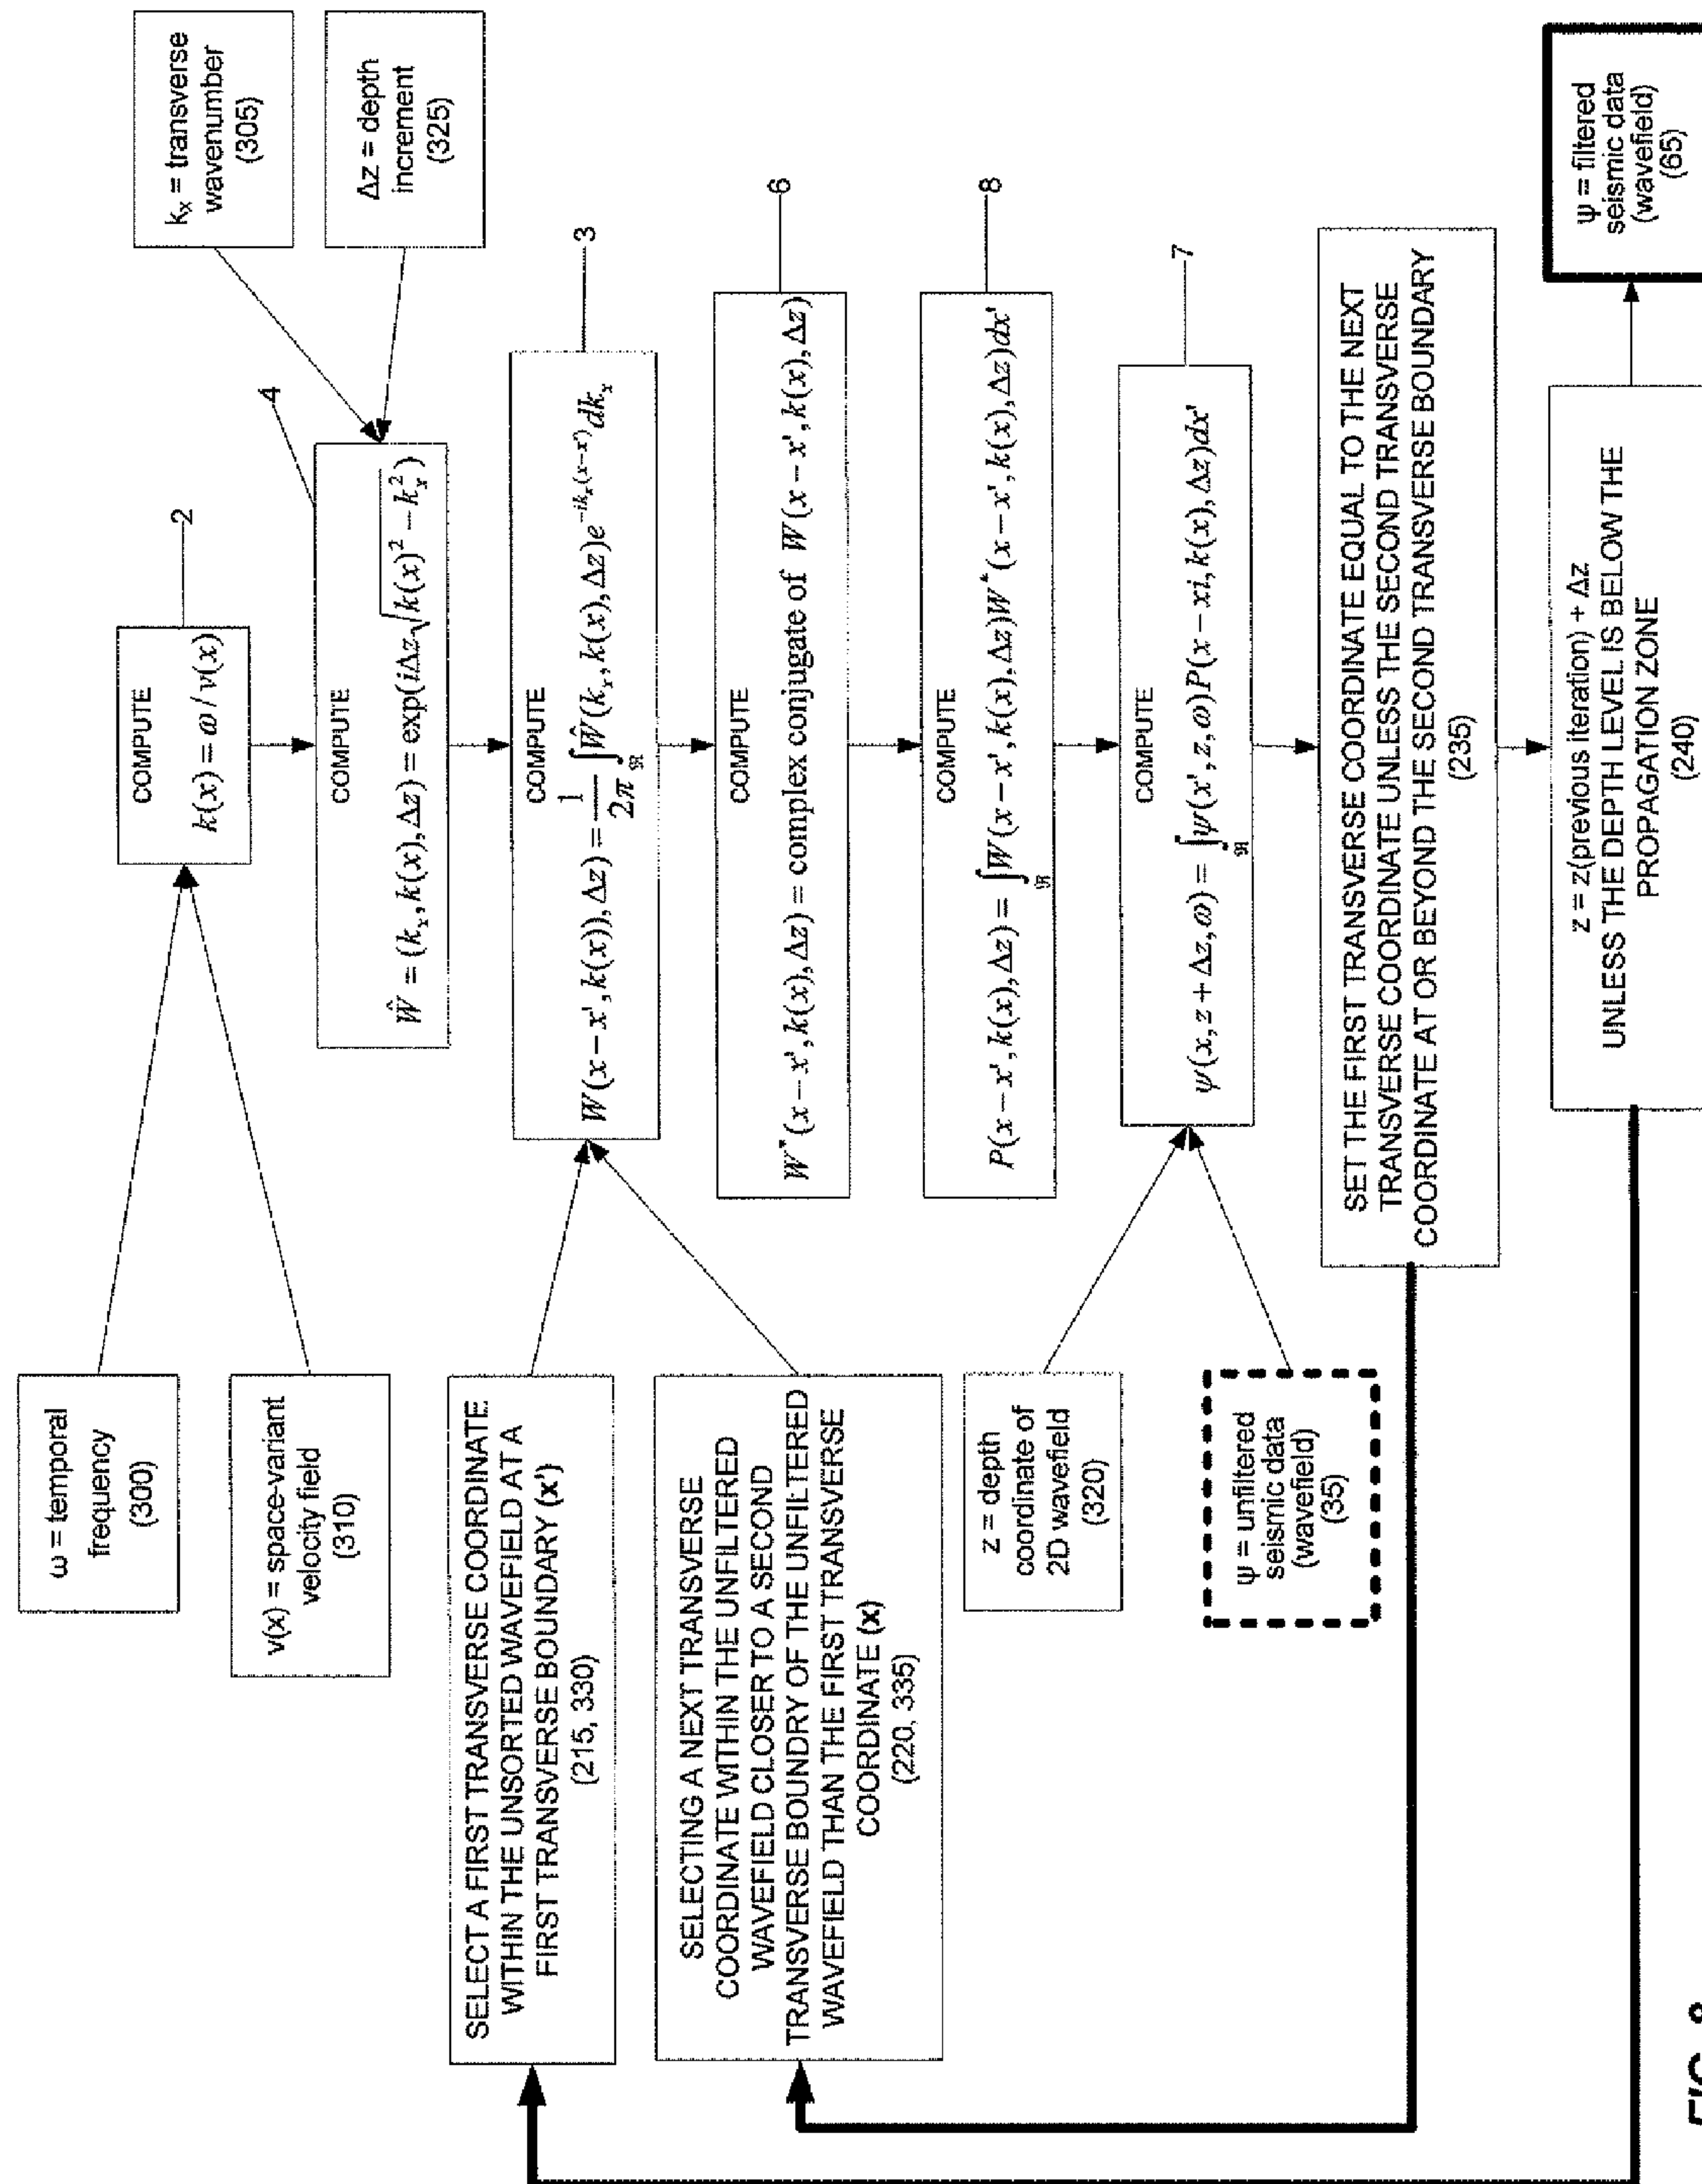 ω = temporal
frequency
(300)
v(x) = space-variant
velocity field
(310)
COMPUTE
k(x) = ω / v(x)
2
kₓ = transverse
wavenumber
(305)
Δz = depth
increment
(325)
COMPUTE
Ŵ = (kₓ, k(x), Δz) = exp(iΔz√(k(x)² − kₓ²))
4
SELECT A FIRST TRANSVERSE COORDINATE
WITHIN THE UNSORTED WAVEFIELD AT A
FIRST TRANSVERSE BOUNDARY (x')
(215, 330)
SELECTING A NEXT TRANSVERSE
COORDINATE WITHIN THE UNFILTERED
WAVEFIELD CLOSER TO A SECOND
TRANSVERSE BOUNDRY OF THE UNFILTERED
WAVEFIELD THAN THE FIRST TRANSVERSE
COORDINATE (x)
(220, 335)
COMPUTE
W(x − x', k(x)), Δz) = 1/2π ∫ℜ Ŵ(kₓ, k(x), Δz)e^{−ikₓ(x−x')}dkₓ
3
COMPUTE
W*(x − x', k(x), Δz) = complex conjugate of W(x − x', k(x), Δz)
6
COMPUTE
P(x − x', k(x), Δz) = ∫ℜ W(x − x', k(x), Δz)W*(x − x', k(x), Δz)dx'
8
z = depth
coordinate of
2D wavefield
(320)
ψ = unfiltered
seismic data
(wavefield)
(35)
COMPUTE
ψ(x, z + Δz, ω) = ∫ℜ ψ(x', z, ω)P(x − xi, k(x), Δz)dx'
7
SET THE FIRST TRANSVERSE COORDINATE EQUAL TO THE NEXT
TRANSVERSE COORDINATE UNLESS THE SECOND TRANSVERSE
COORDINATE AT OR BEYOND THE SECOND TRANSVERSE BOUNDARY
(235)
z = z(previous iteration) + Δz
UNLESS THE DEPTH LEVEL IS BELOW THE
PROPAGATION ZONE
(240)
ψ = filtered
seismic data
(wavefield)
(65)